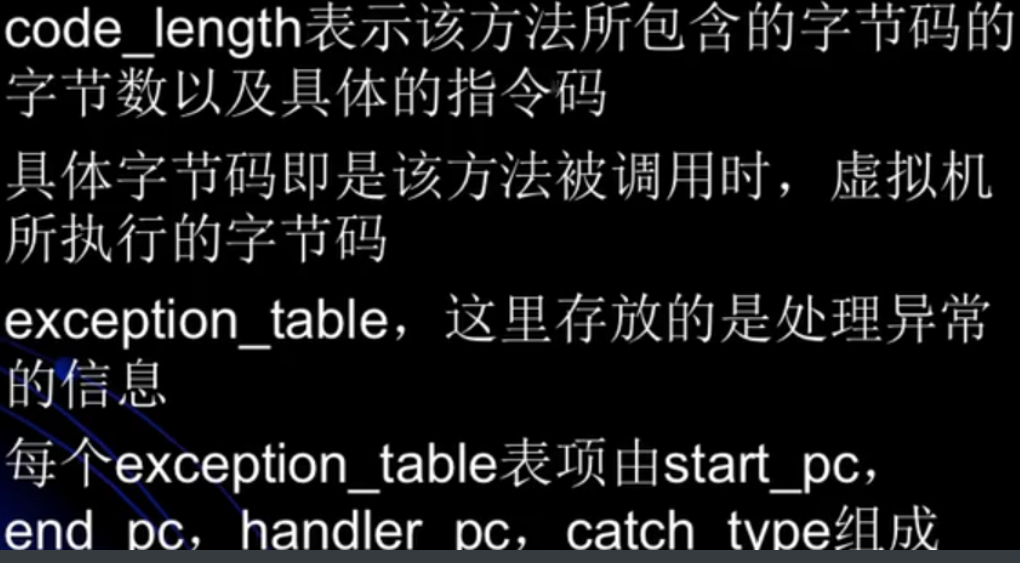 code_length表示该方法所包含的字节码的
字节数以及具体的指令码
具体字节码即是该方法被调用时，虚拟机
所执行的字节码
exception_table，这里存放的是处理异常
的信息
每个exception_table表项由start_pc，
end_pc，handler_pc，catch_type组成